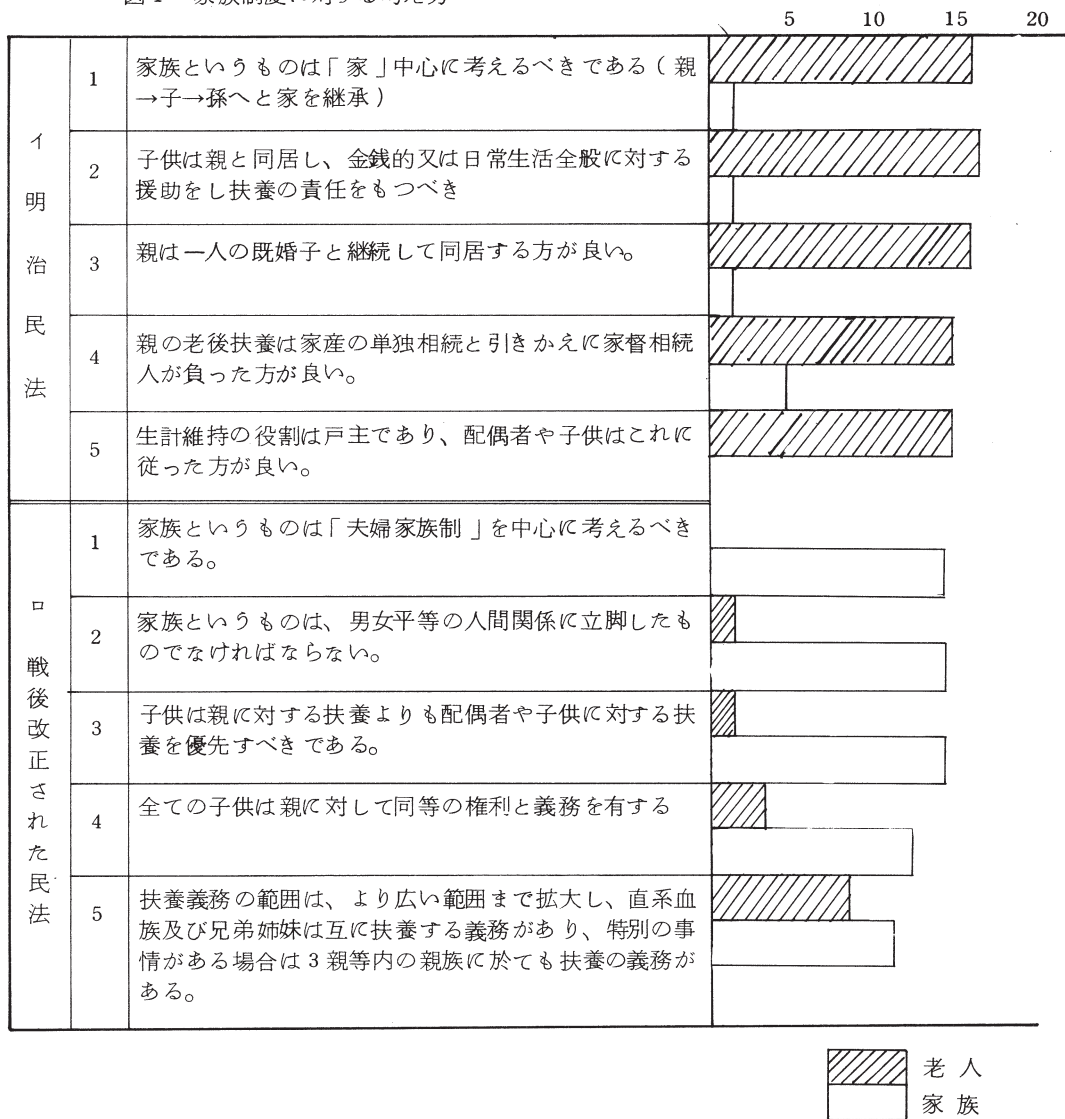 5 10 15 20
イ明治民法
1
家族というものは「家」中心に考えるべきである(親
→子→孫へと家を継承)
2
子供は親と同居し、金銭的又は日常生活全般に対する
援助をし扶養の責任をもつべき
3
親は一人の既婚子と継続して同居する方が良い。
4
親の老後扶養は家産の単独相続と引きかえに家督相続
人が負った方が良い。
5
生計維持の役割は戸主であり、配偶者や子供はこれに
従った方が良い。
ロ戦後改正された民法
1
家族というものは「夫婦家族制」を中心に考えるべき
である。
2
家族というものは、男女平等の人間関係に立脚したも
のでなければならない。
3
子供は親に対する扶養よりも配偶者や子供に対する扶
養を優先すべきである。
4
全ての子供は親に対して同等の権利と義務を有する
5
扶養義務の範囲は、より広い範囲まで拡大し、直系血
族及び兄弟姉妹は互に扶養する義務があり、特別の事
情がある場合は3親等内の親族に於ても扶養の義務が
ある。
老人
家族